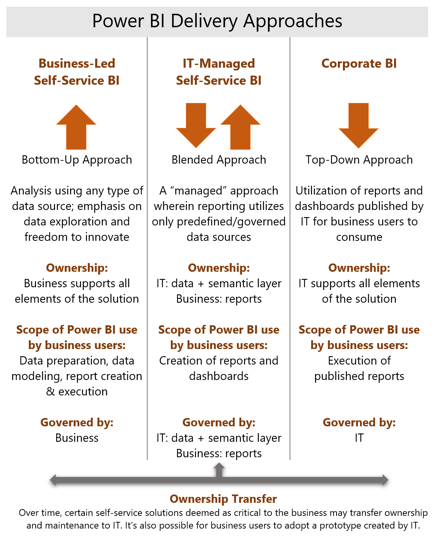 Power BI Delivery Approaches
Business-Led
Self-Service BI
Bottom-Up Approach
Analysis using any type of
data source; emphasis on
data exploration and
freedom to innovate
Ownership:
Business supports all
elements of the solution
Scope of Power BI use
by business users:
Data preparation, data
modeling, report creation
& execution
Governed by:
Business
IT-Managed
Self-Service BI
Blended Approach
A “managed” approach
wherein reporting utilizes
only predefined/governed
data sources
Ownership:
IT: data + semantic layer
Business: reports
Scope of Power BI use
by business users:
Creation of reports and
dashboards
Governed by:
IT: data + semantic layer
Business: reports
Corporate BI
Top-Down Approach
Utilization of reports and
dashboards published by
IT for business users to
consume
Ownership:
IT supports all elements
of the solution
Scope of Power BI use
by business users:
Execution of
published reports
Governed by:
IT
Ownership Transfer
Over time, certain self-service solutions deemed as critical to the business may transfer ownership
and maintenance to IT. It’s also possible for business users to adopt a prototype created by IT.